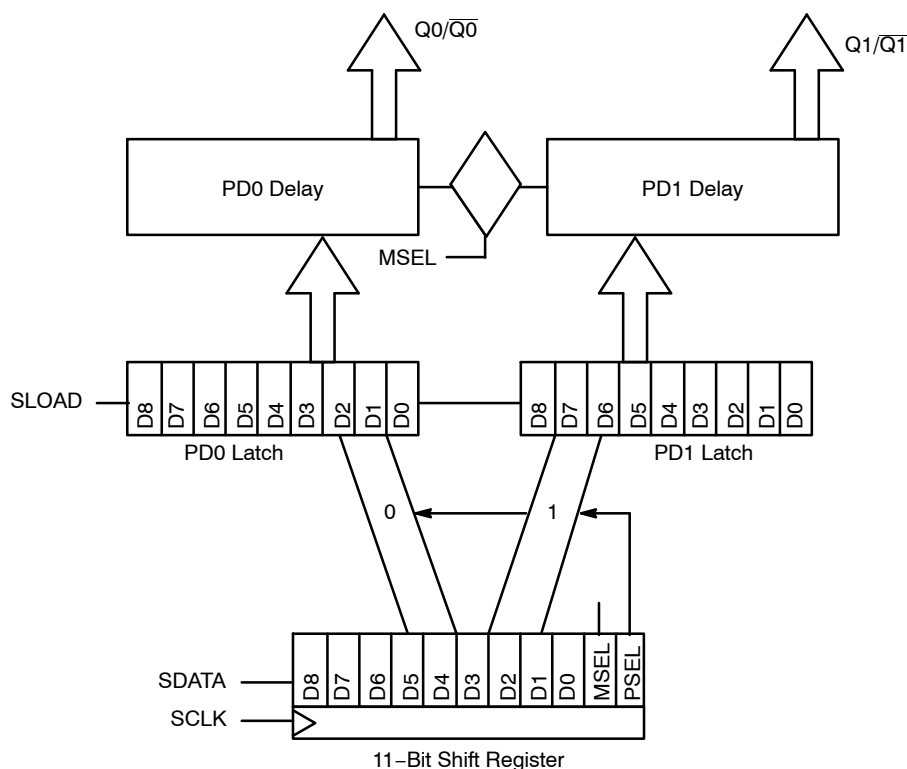 Q0/Q̅0̅
Q1/Q̅1̅
PD0 Delay
PD1 Delay
MSEL
SLOAD
D8 D7 D6 D5 D4 D3 D2 D1 D0
D8 D7 D6 D5 D4 D3 D2 D1 D0
PD0 Latch
PD1 Latch
0
1
SDATA
D8 D7 D6 D5 D4 D3 D2 D1 D0 MSEL PSEL
SCLK
11−Bit Shift Register